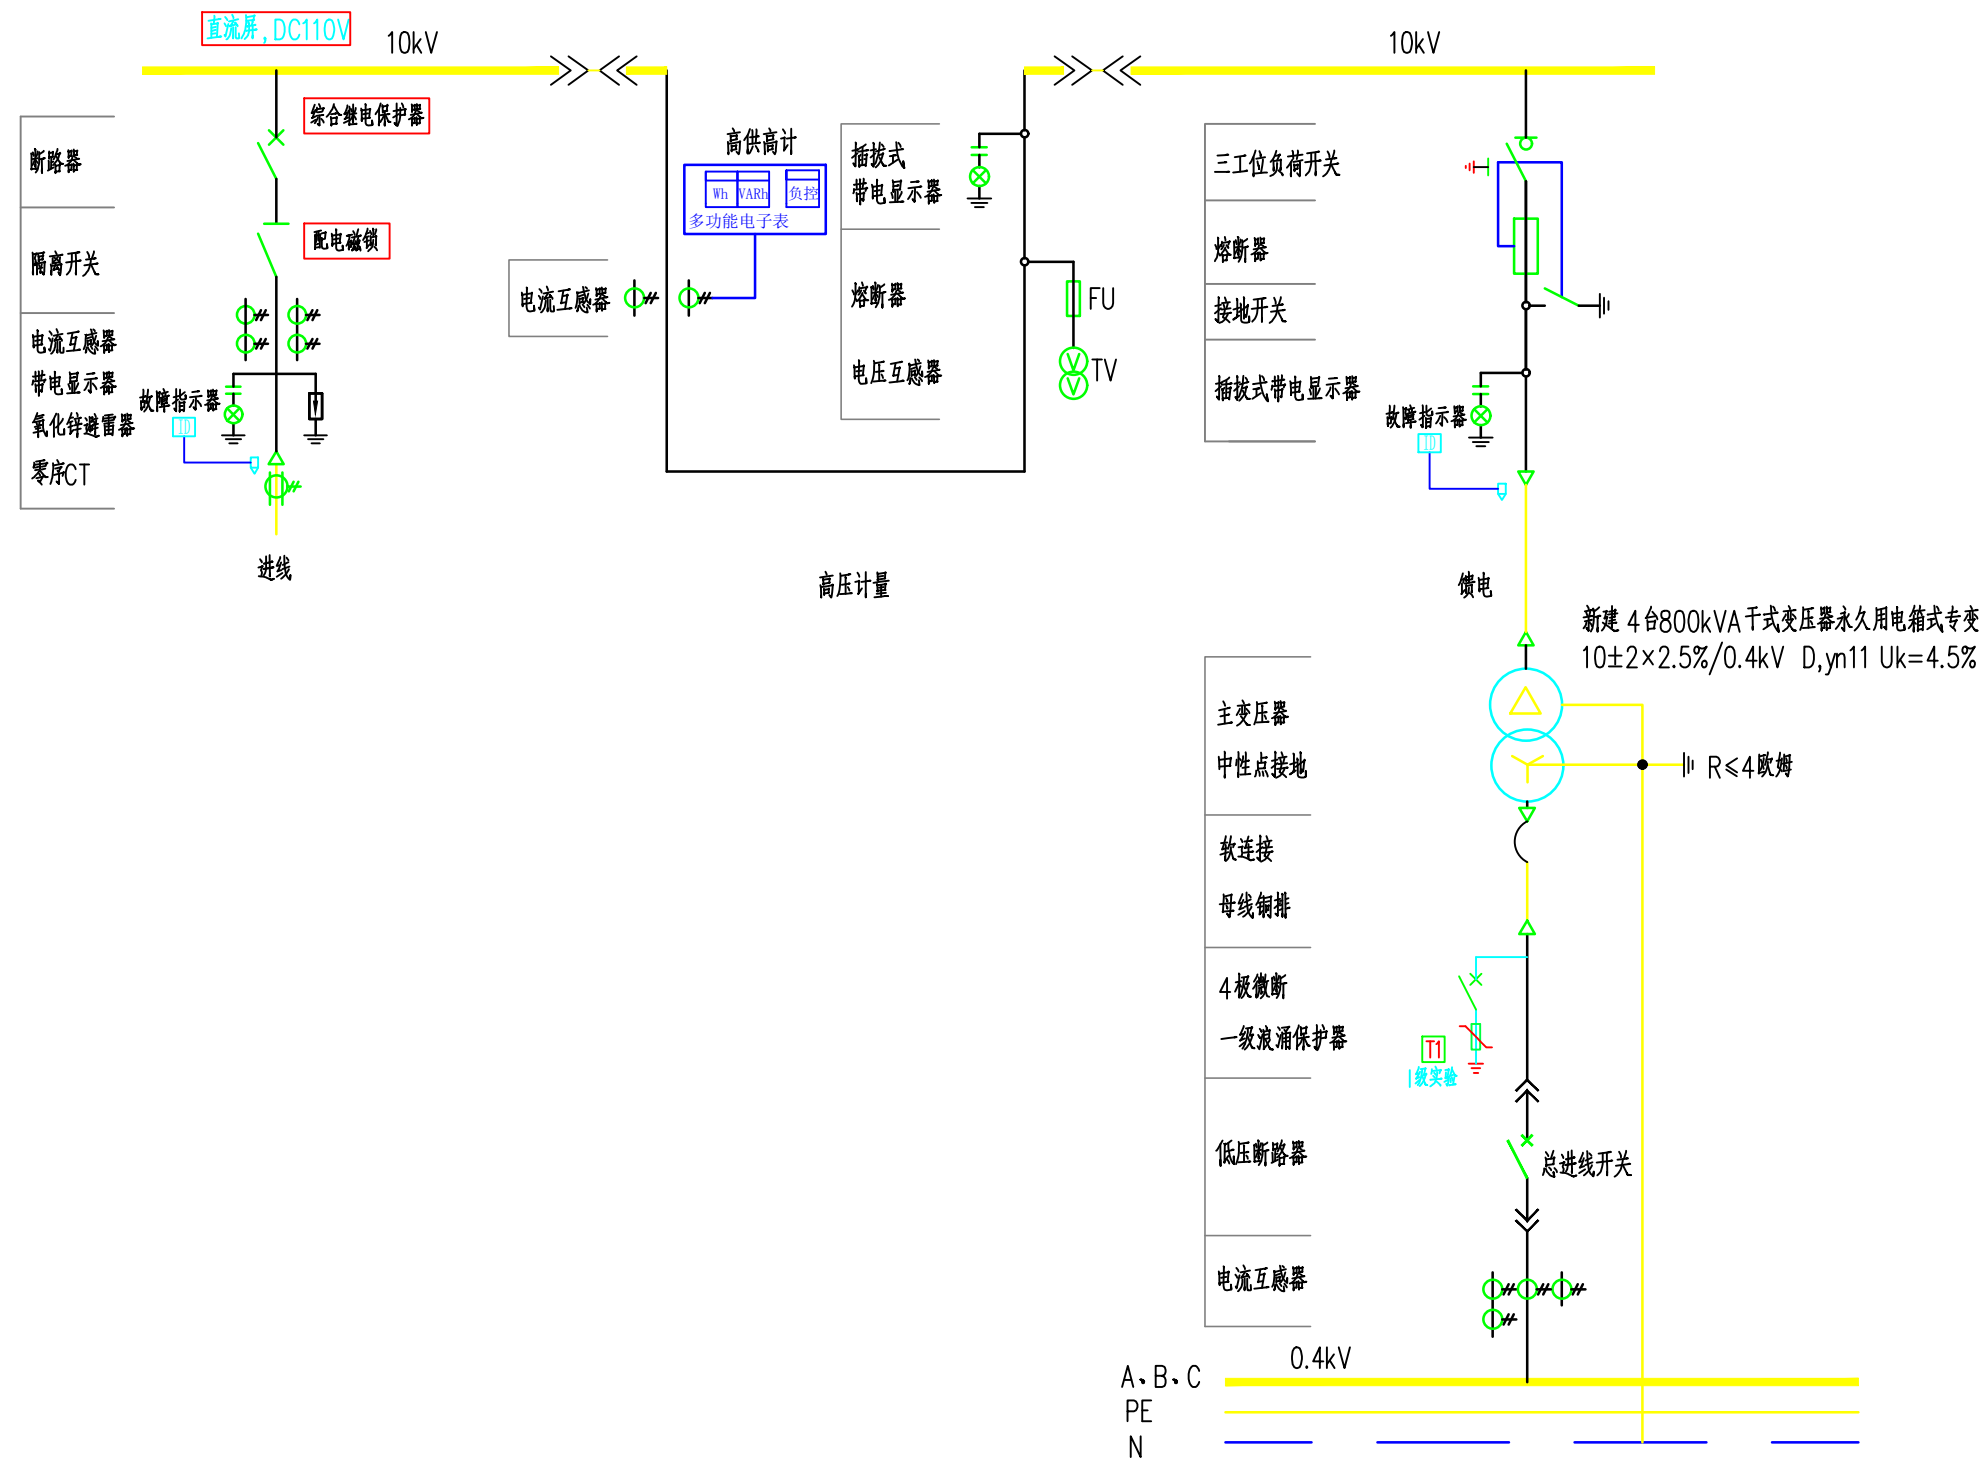 直流屏,DC110V
10kV
综合继电保护器
断路器
配电磁锁
隔离开关
电流互感器
带电显示器
氧化锌避雷器
零序CT
故障指示器
TD
进线
高供高计
Wh VARh 负控
多功能电子表
电流互感器
插拔式
带电显示器
熔断器
电压互感器
FU
TV
高压计量
10kV
三工位负荷开关
熔断器
接地开关
插拔式带电显示器
故障指示器
TD
馈电
新建 4台800kVA干式变压器永久用电箱式专变
10±2×2.5%/0.4kV D,yn11 Uk=4.5%
主变压器
中性点接地
R≤4欧姆
软连接
母线铜排
4极微断
一级浪涌保护器
T1
I级实验
低压断路器
总进线开关
电流互感器
0.4kV
A、B、C
PE
N